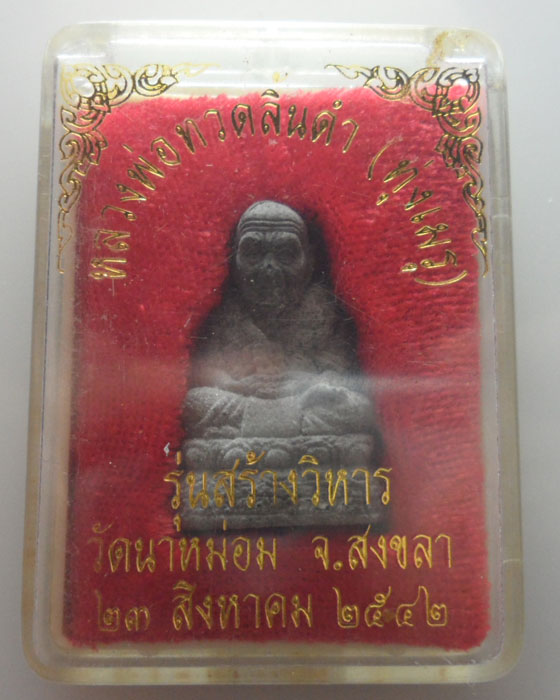 หลวงพ่อทวดลิ้นดำ (ทุ่งเมรุ)
รุ่นสร้างวิหาร
วัดนาหม่อม จ.สงขลา
๒๓ สิงหาคม ๒๕๔๒